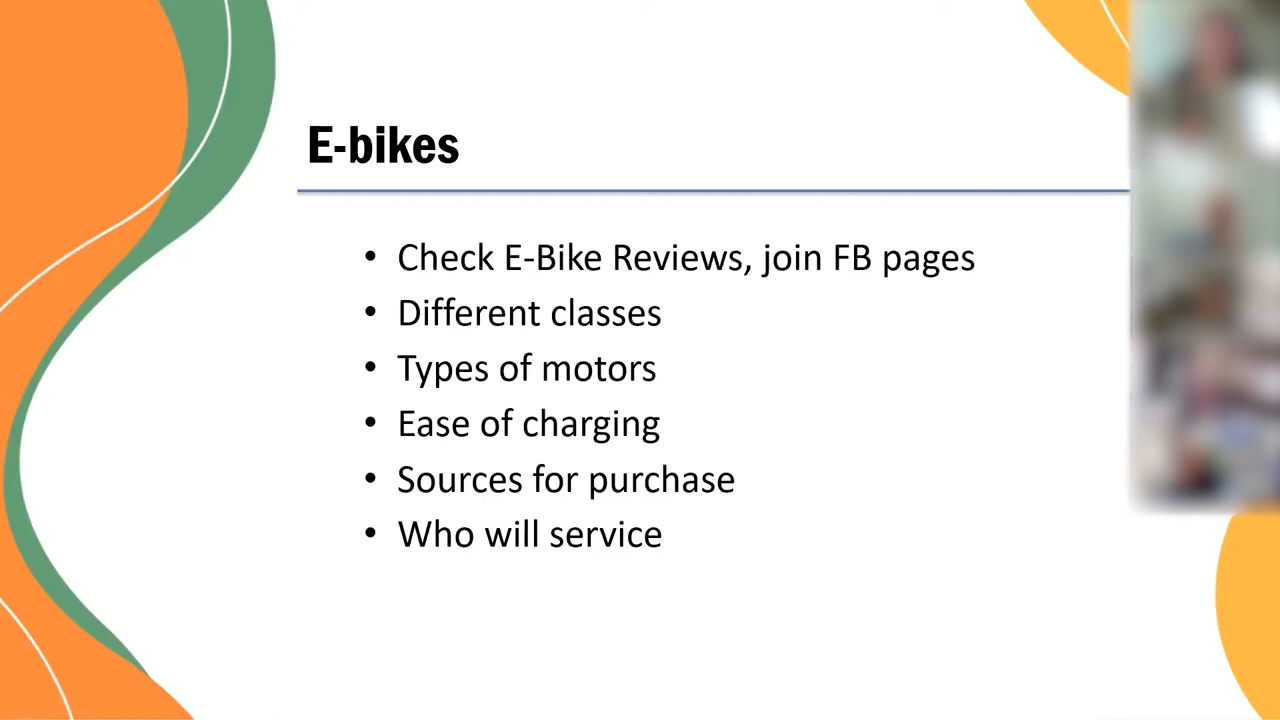 E-bikes
• Check E-Bike Reviews, join FB pages
• Different classes
• Types of motors
• Ease of charging
• Sources for purchase
• Who will service